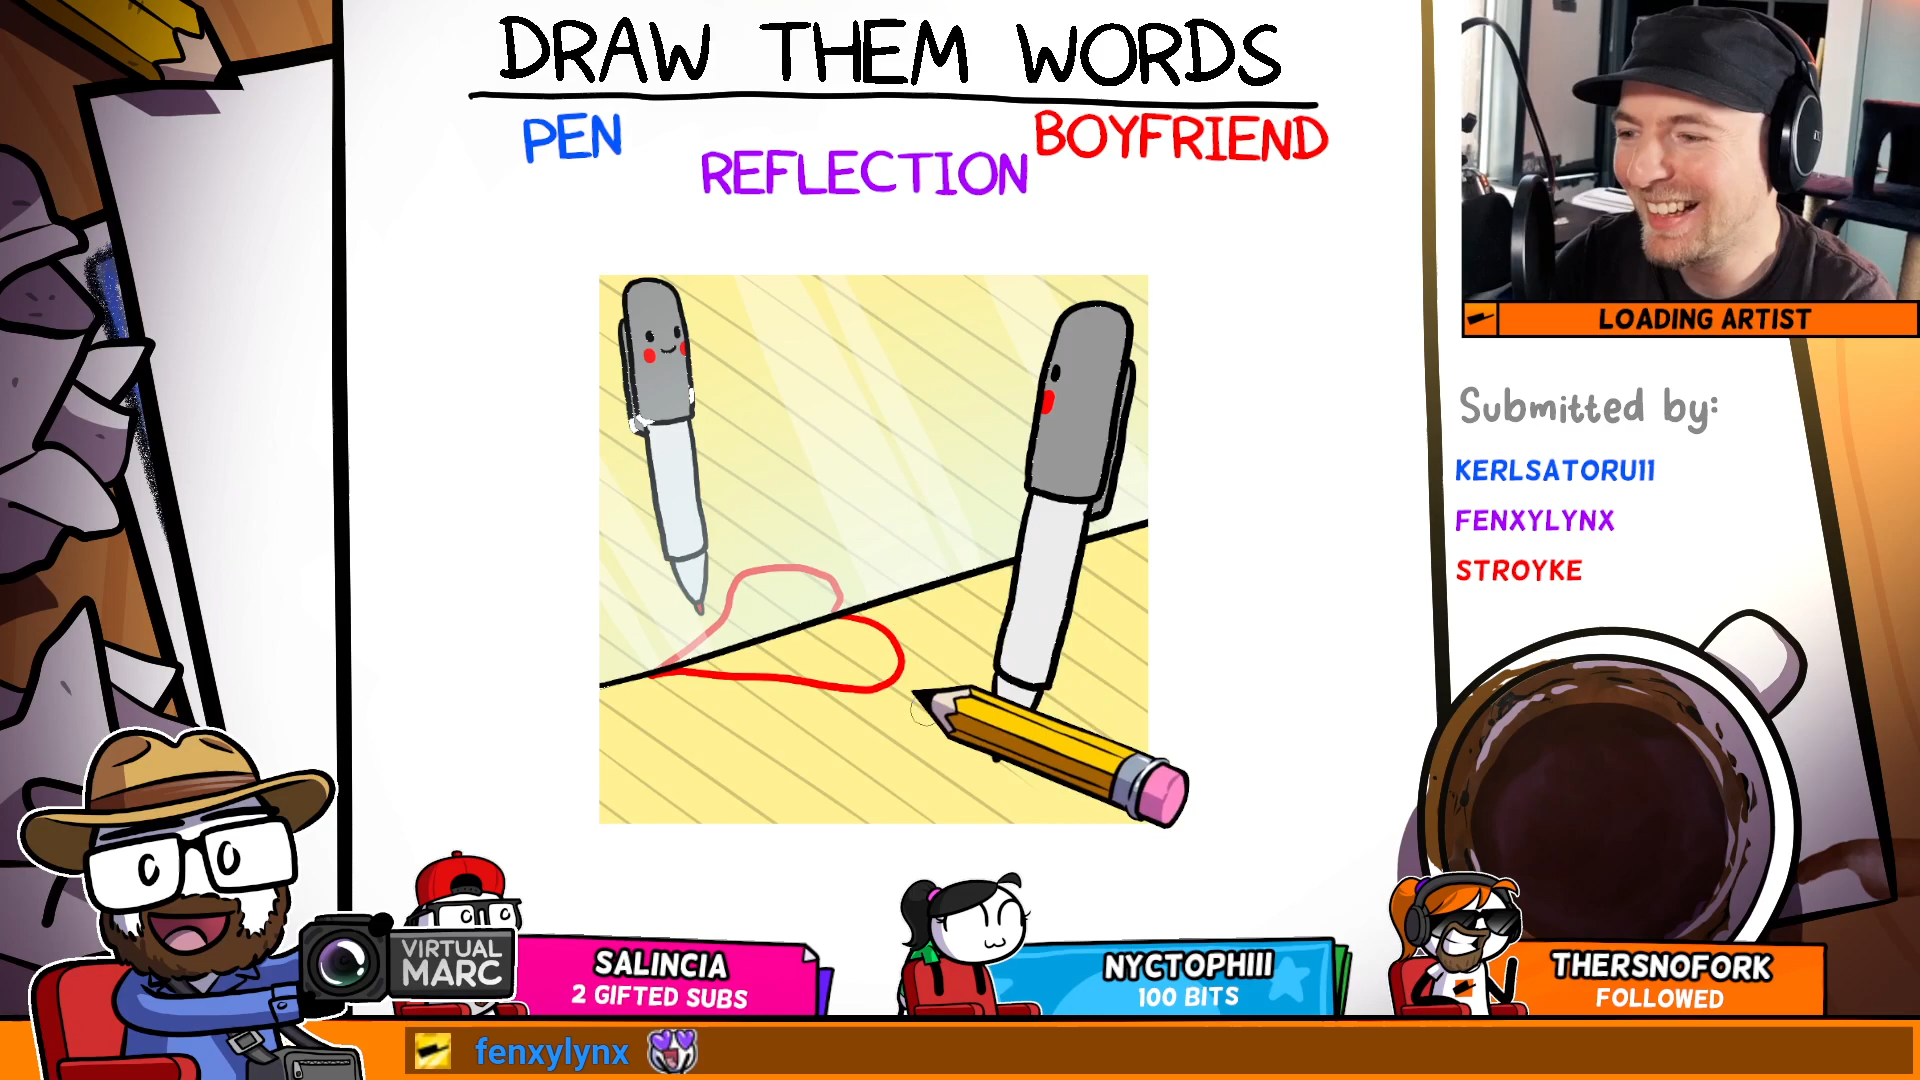 DRAW THEM WORDS
PEN
REFLECTION
BOYFRIEND
LOADING ARTIST
Submitted by:
KERLSATORU11
FENXYLYNX
STROYKE
VIRTUAL
MARC
SALINCIA
2 GIFTED SUBS
NYCTOPHIII
100 BITS
THERSNOFORK
FOLLOWED
fenxylynx